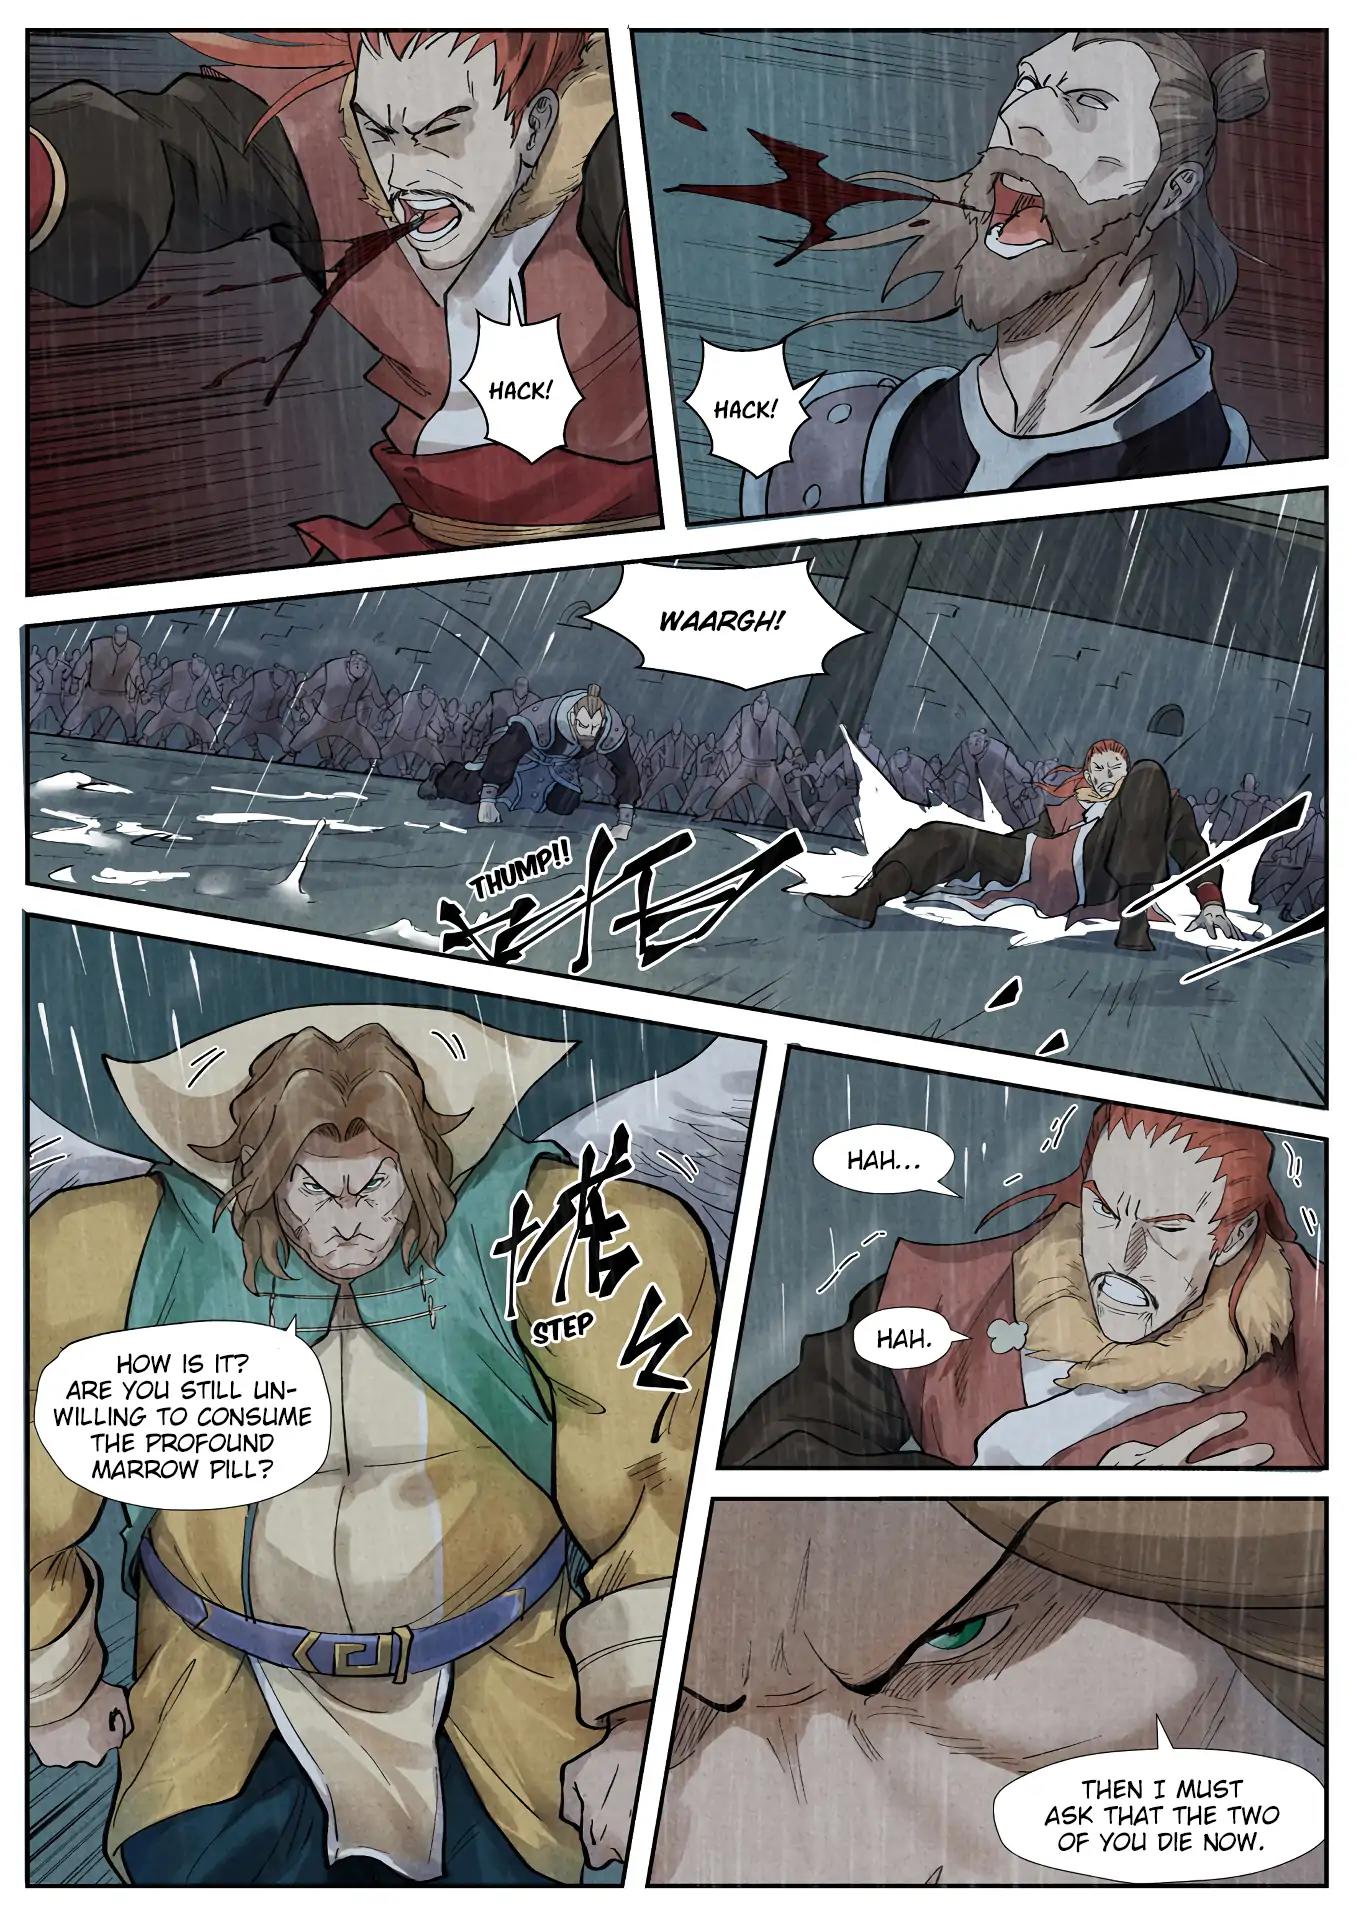 HACK!
HACK!
WAARGH!
THUMP!!
HOW IS IT?
ARE YOU STILL UN-
WILLING TO CONSUME
THE PROFOUND
MARROW PILL?
STEP
HAH...
HAH.
THEN I MUST
ASK THAT THE TWO
OF YOU DIE NOW.